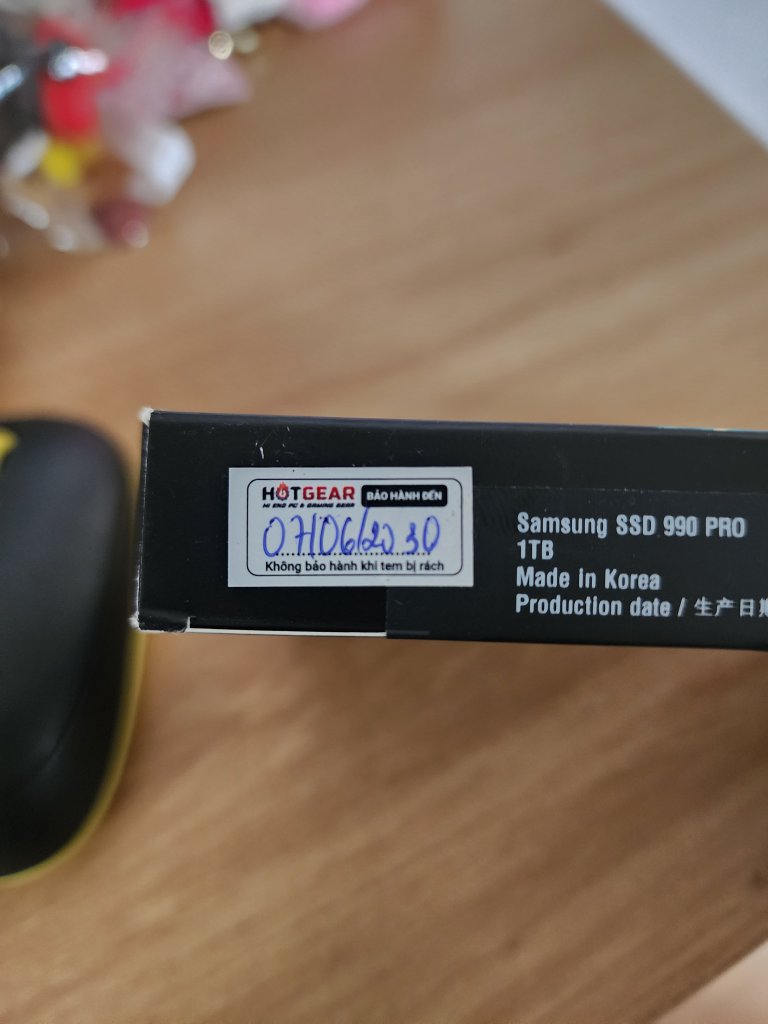 HOTGEAR BẢO HÀNH ĐẾN
HI END PC & GAMING GEAR
07/06/2030
Không bảo hành khi tem bị rách
Samsung SSD 990 PRO
1TB
Made in Korea
Production date / 生产日期